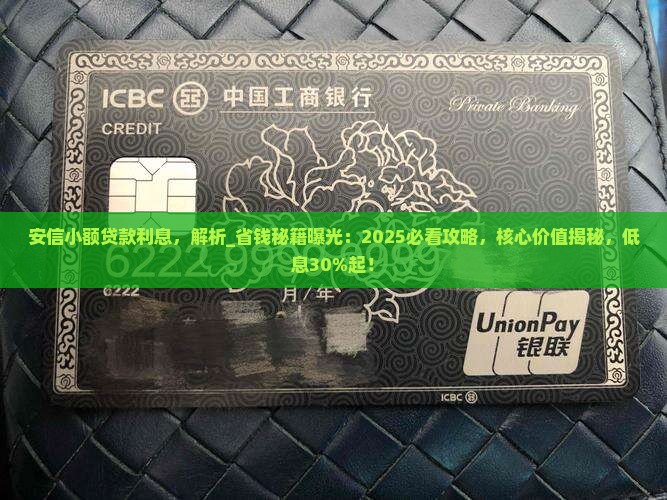 ICBC 中国工商银行
Private Banking
CREDIT
安信小额贷款利息，解析_省钱秘籍曝光：2025必看攻略，核心价值揭秘，低
息30%起！
6222
月/年
UnionPay
银联
ICBC